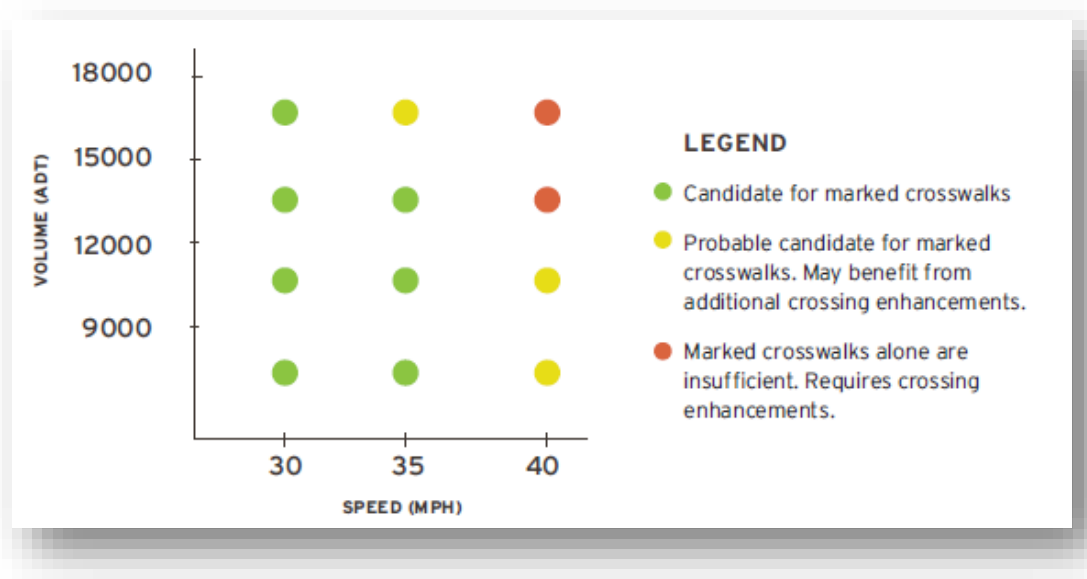 18000
15000
12000
9000
VOLUME (ADT)
30 35 40
SPEED (MPH)
LEGEND
Candidate for marked crosswalks
Probable candidate for marked
crosswalks. May benefit from
additional crossing enhancements.
Marked crosswalks alone are
insufficient. Requires crossing
enhancements.